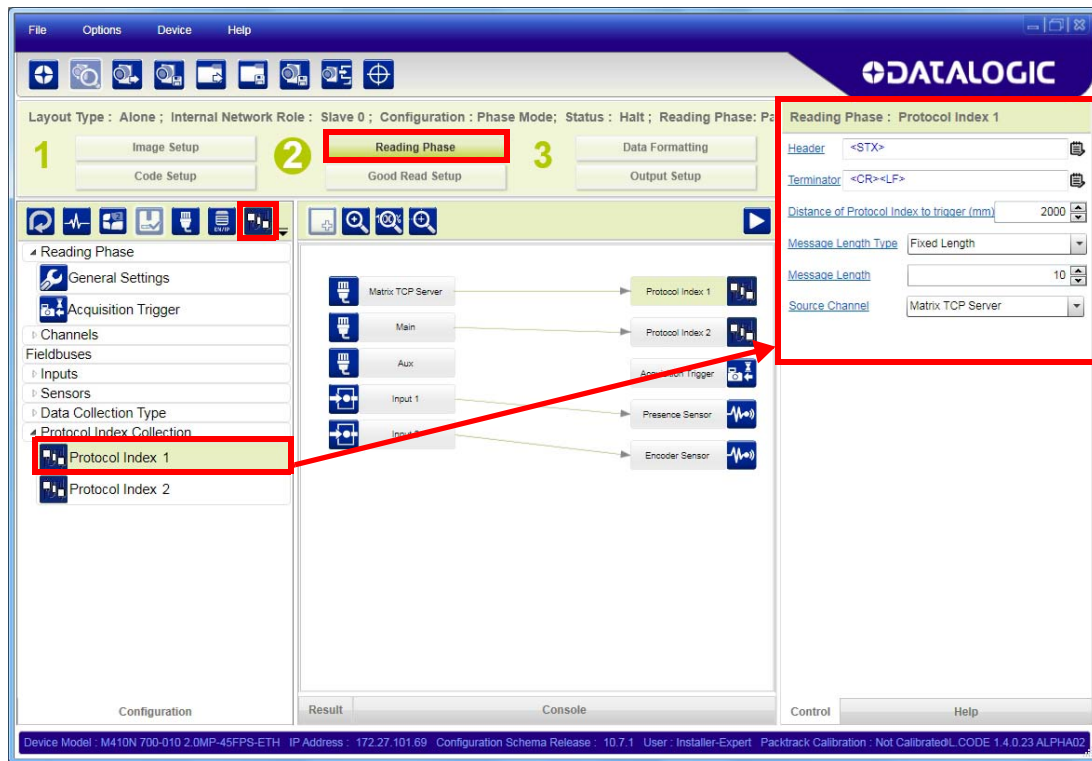 File Options Device Help
DATALOGIC
Layout Type : Alone ; Internal Network Role : Slave 0 ; Configuration : Phase Mode; Status : Halt ; Reading Phase: Pa
1 Image Setup 2 Reading Phase 3 Data Formatting
Code Setup Good Read Setup Output Setup
EN/IP
100%
Reading Phase
General Settings
Acquisition Trigger
Channels
Fieldbuses
Inputs
Sensors
Data Collection Type
Protocol Index Collection
Protocol Index 1
Protocol Index 2
Configuration
Matrix TCP Server Protocol Index 1
Main Protocol Index 2
Aux Acquisition Trigger
Input 1 Presence Sensor
Encoder Sensor
Result Console
Reading Phase : Protocol Index 1
Header <STX>
Terminator <CR><LF>
Distance of Protocol Index to trigger (mm) 2000
Message Length Type Fixed Length
Message Length 10
Source Channel Matrix TCP Server
Control Help
Device Model : M410N 700-010 2.0MP-45FPS-ETH IP Address : 172.27.101.69 Configuration Schema Release : 10.7.1 User : Installer-Expert Packtrack Calibration : Not Calibrated DL.CODE 1.4.0.23 ALPHA02